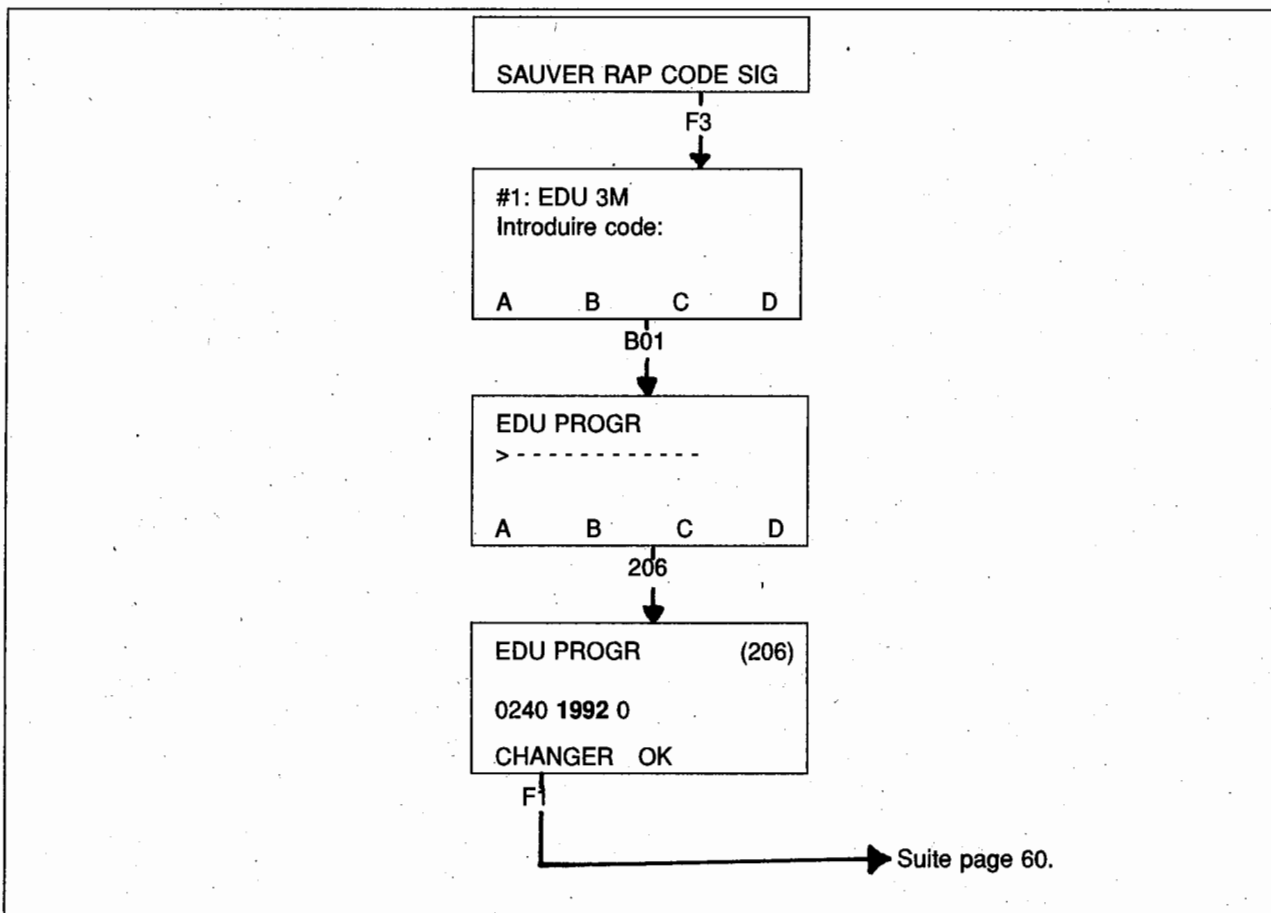 SAUVER RAP CODE SIG
F3
#1: EDU 3M
Introduire code:
A B C D
B01
EDU PROGR
>- - - - - - - - - - - - -
A B C D
206
EDU PROGR (206)
0240 1992 0
CHANGER OK
F1
Suite page 60.